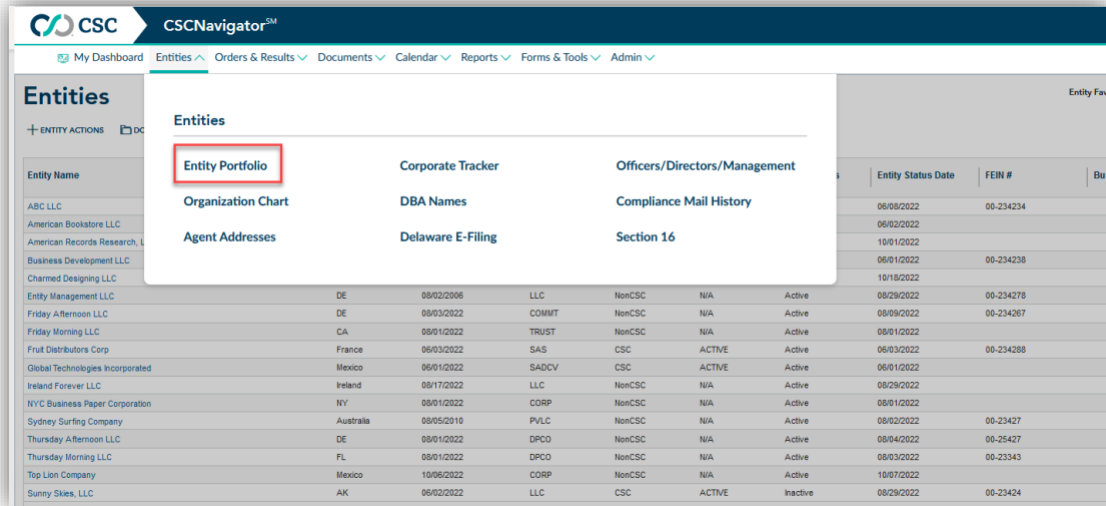 CSC CSCNavigator℠
My Dashboard Entities Orders & Results Documents Calendar Reports Forms & Tools Admin
Entities
Entity Fav
ENTITY ACTIONS DO
Entities
Entity Portfolio Corporate Tracker Officers/Directors/Management
Organization Chart DBA Names Compliance Mail History
Agent Addresses Delaware E-Filing Section 16
Entity Name s Entity Status Date FEIN # Bu
ABC LLC 06/08/2022 00-234234
American Bookstore LLC 06/02/2022
American Records Research, L 10/01/2022
Business Development LLC 06/01/2022 00-234238
Charmed Designing LLC 10/18/2022
Entity Management LLC DE 08/02/2006 LLC NonCSC N/A Active 08/29/2022 00-234278
Friday Afternoon LLC DE 08/03/2022 COMMT NonCSC N/A Active 08/09/2022 00-234267
Friday Morning LLC CA 08/01/2022 TRUST NonCSC N/A Active 08/01/2022
Fruit Distributors Corp France 06/03/2022 SAS CSC ACTIVE Active 06/03/2022 00-234288
Global Technologies Incorporated Mexico 06/01/2022 SADCV CSC ACTIVE Active 06/01/2022
Ireland Forever LLC Ireland 08/17/2022 LLC NonCSC N/A Active 08/29/2022
NYC Business Paper Corporation NY 08/01/2022 CORP NonCSC N/A Active 08/01/2022
Sydney Surfing Company Australia 08/05/2010 PVLC NonCSC N/A Active 08/02/2022 00-23427
Thursday Afternoon LLC DE 08/01/2022 DPCO NonCSC N/A Active 08/04/2022 00-25427
Thursday Morning LLC FL 08/01/2022 DPCO NonCSC N/A Active 08/03/2022 00-23343
Top Lion Company Mexico 10/06/2022 CORP NonCSC N/A Active 10/07/2022
Sunny Skies, LLC AK 06/02/2022 LLC CSC ACTIVE Inactive 08/29/2022 00-23424